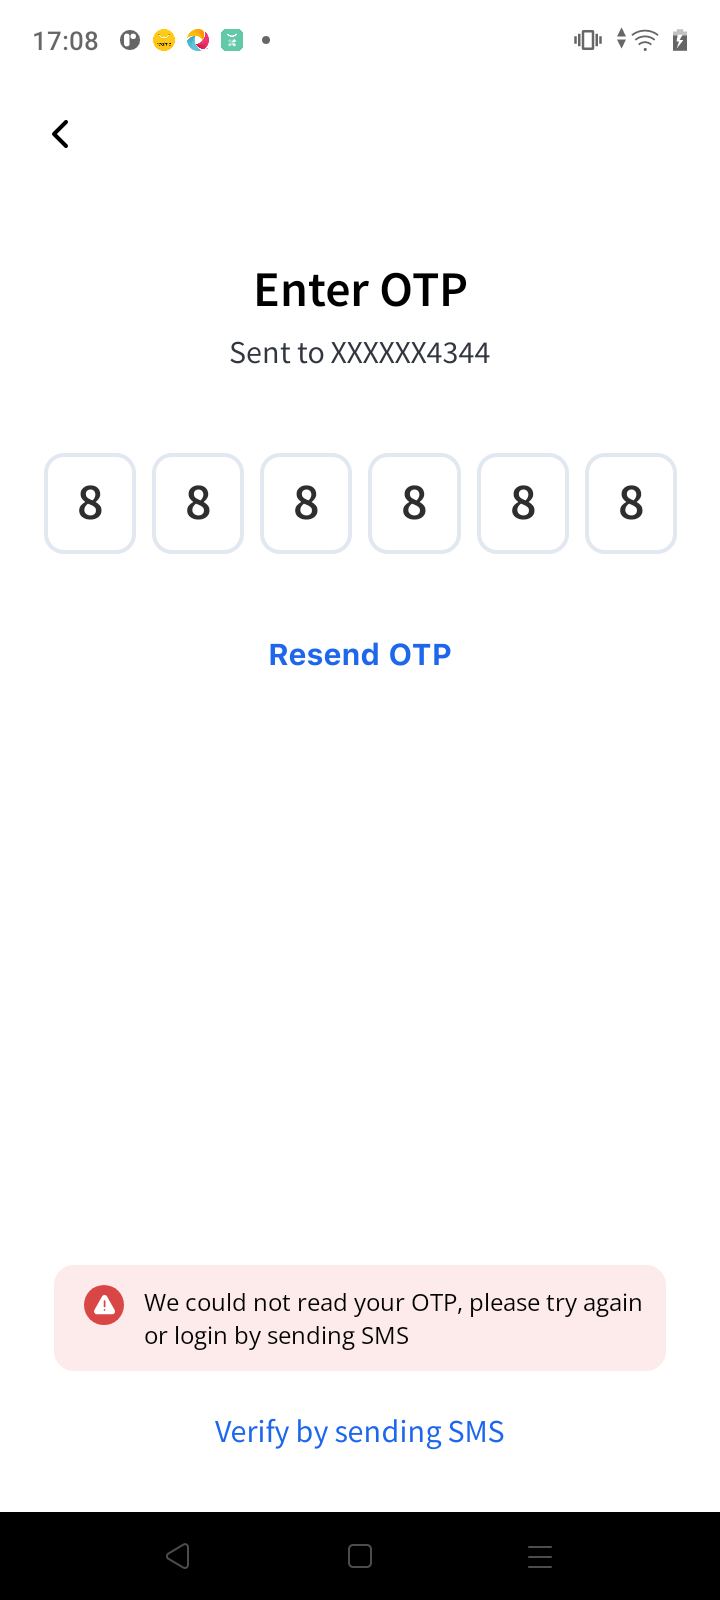 17:08
Enter OTP
Sent to XXXXXX4344
8 8 8 8 8 8
Resend OTP
We could not read your OTP, please try again
or login by sending SMS
Verify by sending SMS